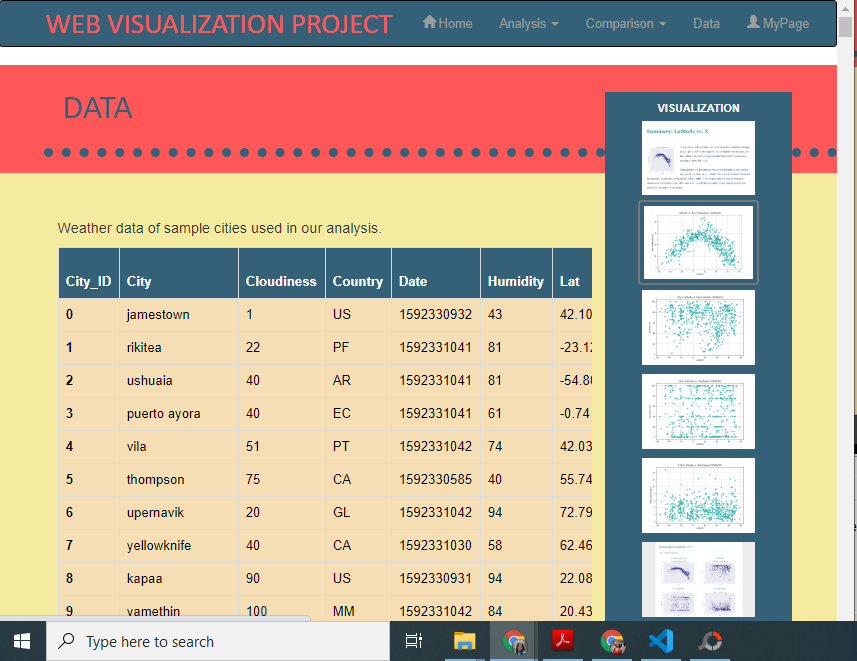 WEB VISUALIZATION PROJECT Home Analysis Comparison Data MyPage
DATA
VISUALIZATION
Summary: Latitude vs. X
Weather data of sample cities used in our analysis.
City_ID City Cloudiness Country Date Humidity Lat
0 jamestown 1 US 1592330932 43 42.10
1 rikitea 22 PF 1592331041 81 -23.12
2 ushuaia 40 AR 1592331041 81 -54.80
3 puerto ayora 40 EC 1592331041 61 -0.74
4 vila 51 PT 1592331042 74 42.03
5 thompson 75 CA 1592330585 40 55.74
6 upernavik 20 GL 1592331042 94 72.79
7 yellowknife 40 CA 1592331030 58 62.46
8 kapaa 90 US 1592330931 94 22.08
9 yamethin 100 MM 1592331042 84 20.43
Type here to search